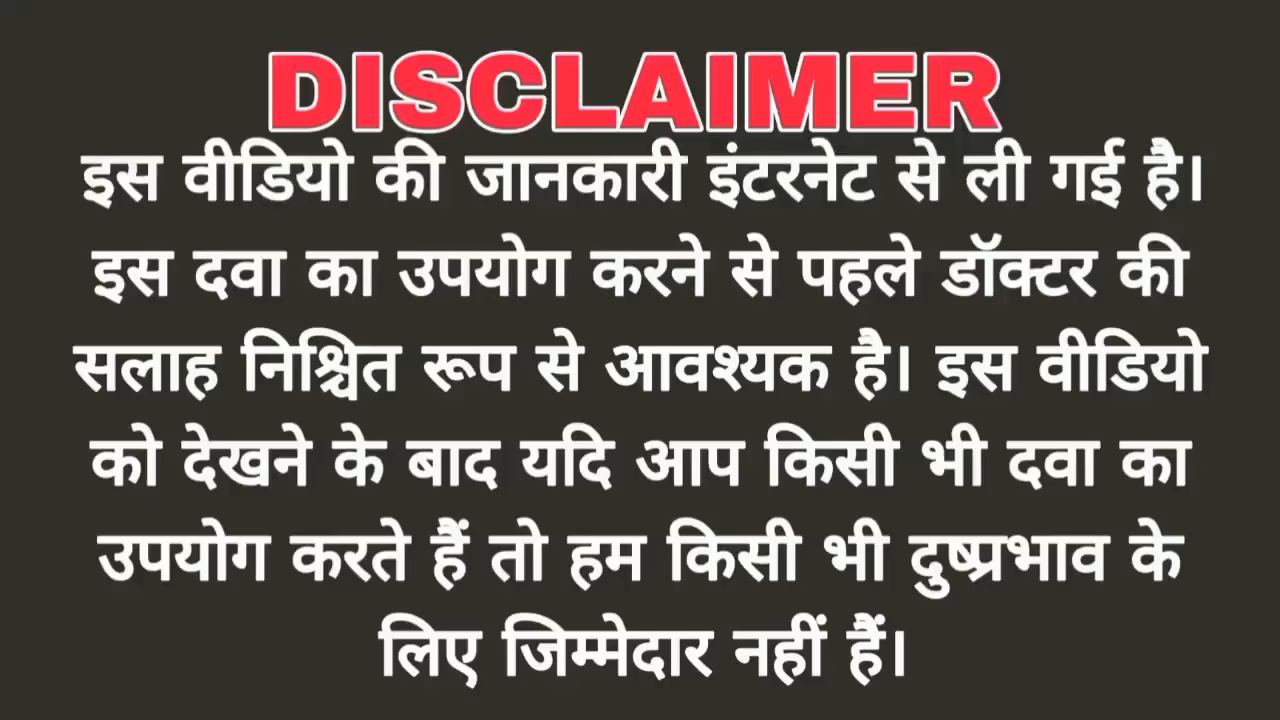 DISCLAIMER
इस वीडियो की जानकारी इंटरनेट से ली गई है।
इस दवा का उपयोग करने से पहले डॉक्टर की
सलाह निश्चित रूप से आवश्यक है। इस वीडियो
को देखने के बाद यदि आप किसी भी दवा का
उपयोग करते हैं तो हम किसी भी दुष्प्रभाव के
लिए जिम्मेदार नहीं हैं।